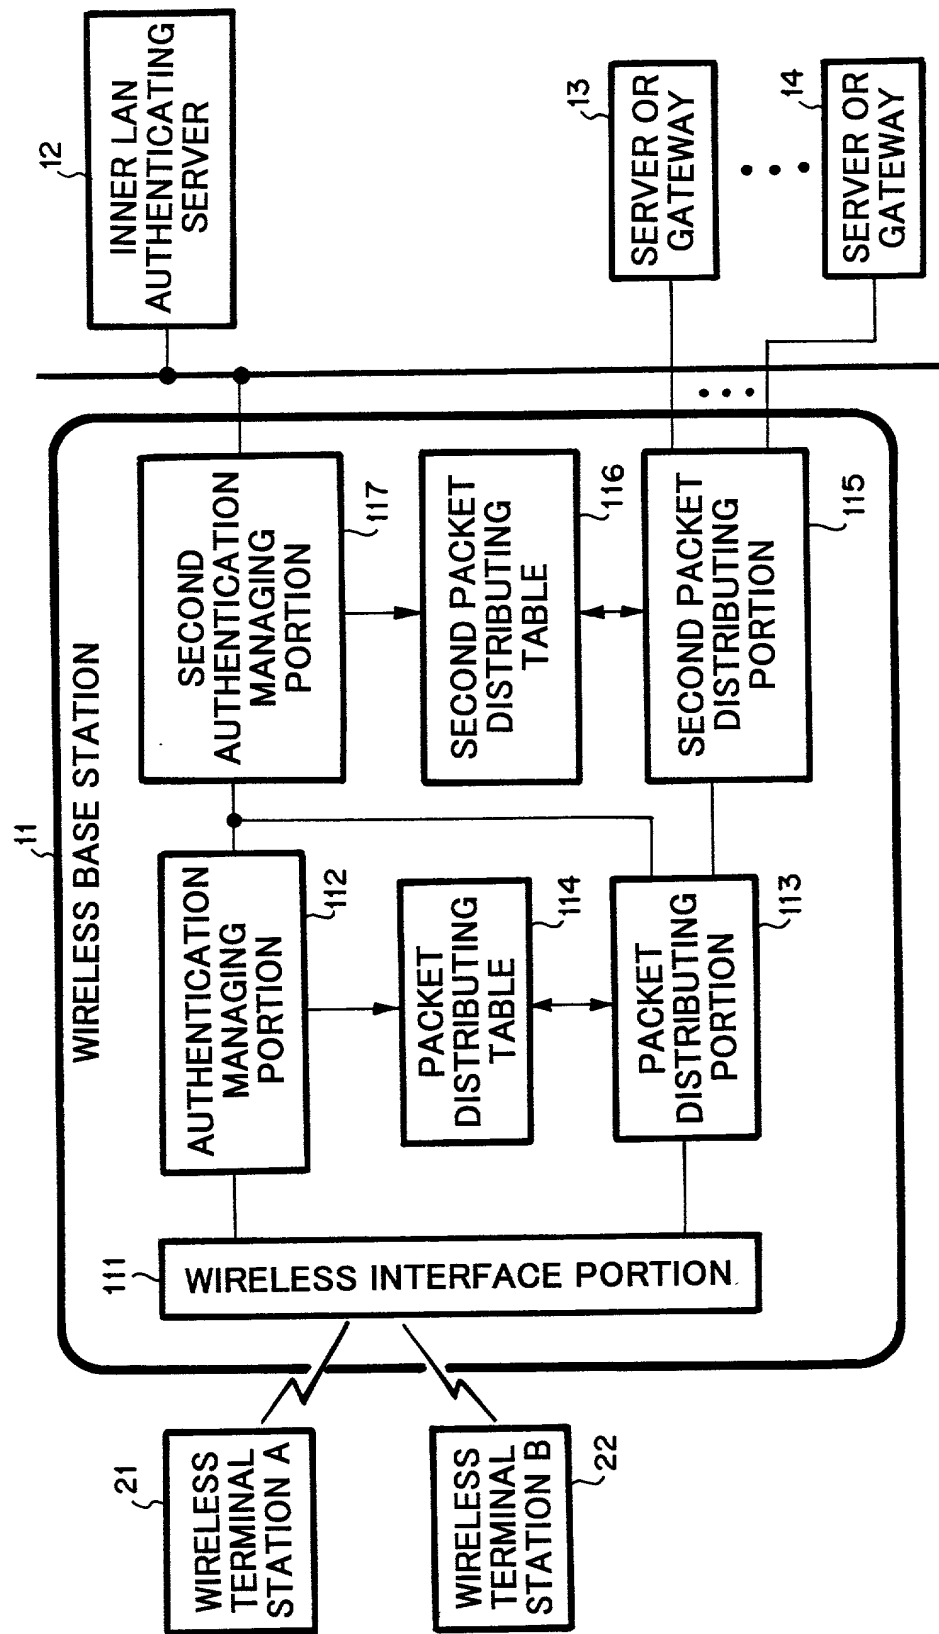 11
WIRELESS BASE STATION
21
WIRELESS
TERMINAL
STATION A
WIRELESS
TERMINAL
STATION B
22
111
WIRELESS INTERFACE PORTION
AUTHENTICATION
MANAGING
PORTION
112
PACKET
DISTRIBUTING
TABLE
114
PACKET
DISTRIBUTING
PORTION
113
SECOND
AUTHENTICATION
MANAGING
PORTION
117
SECOND PACKET
DISTRIBUTING
TABLE
116
SECOND PACKET
DISTRIBUTING
PORTION
115
12
INNER LAN
AUTHENTICATING
SERVER
13
SERVER OR
GATEWAY
14
SERVER OR
GATEWAY